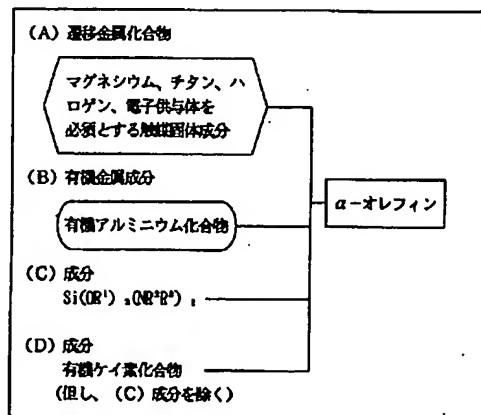 (A) 遷移金属化合物
マグネシウム、チタン、ハ
ロゲン、電子供与体を
必須とする触媒固体成分
(B) 有機金属成分
有機アルミニウム化合物
α−オレフィン
(C) 成分
Si(OR¹) ₃(NR²R³) ₁
(D) 成分
有機ケイ素化合物
(但し、(C) 成分を除く)